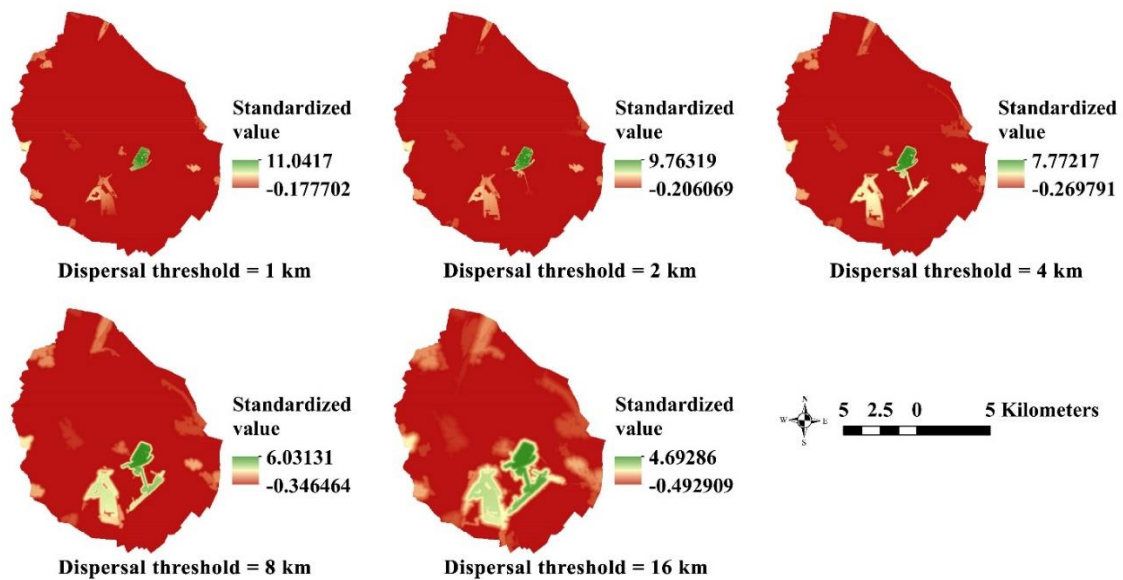 Standardized
value
11.0417
-0.177702
Dispersal threshold = 1 km
Standardized
value
9.76319
-0.206069
Dispersal threshold = 2 km
Standardized
value
7.77217
-0.269791
Dispersal threshold = 4 km
Standardized
value
6.03131
-0.346464
Dispersal threshold = 8 km
Standardized
value
4.69286
-0.492909
Dispersal threshold = 16 km
N
W E
S
5 2.5 0 5 Kilometers